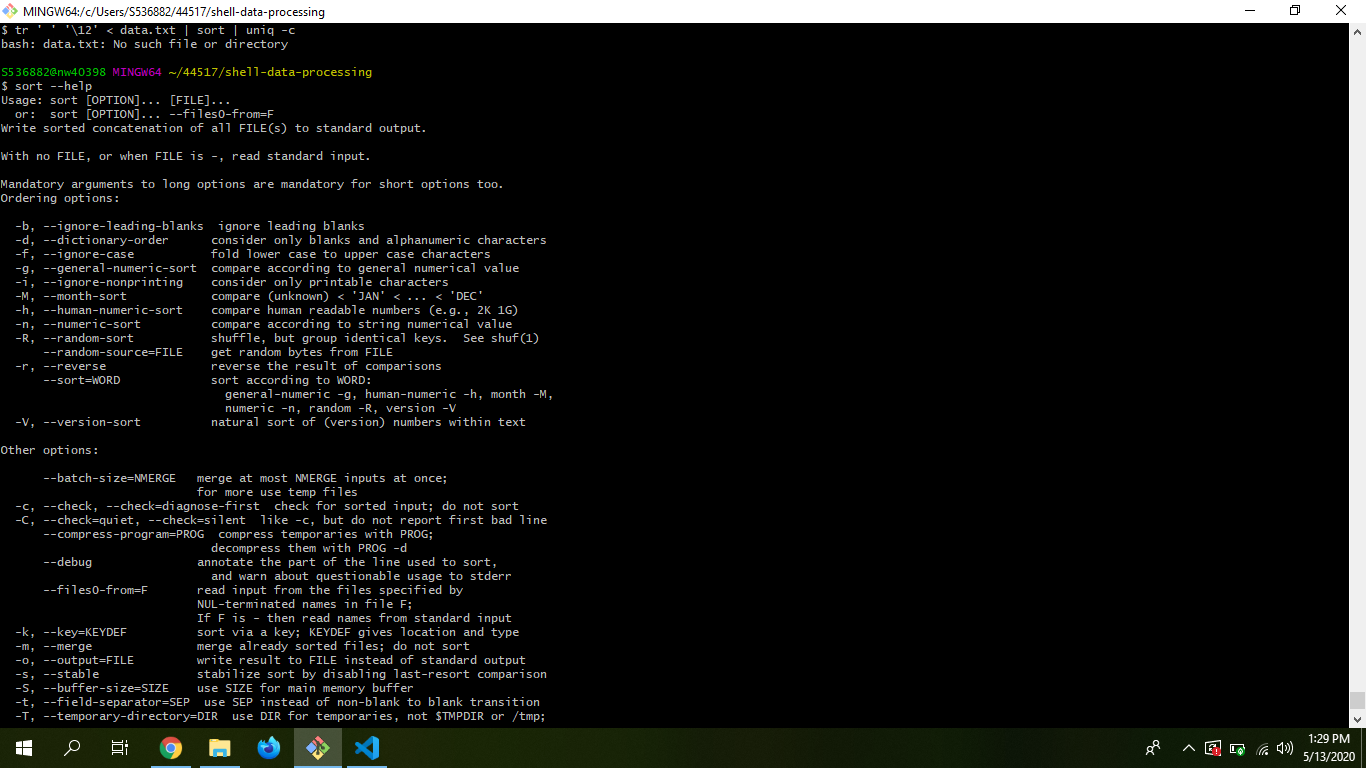 MINGW64:/c/Users/S536882/44517/shell-data-processing
$ tr ' ' '\12' < data.txt | sort | uniq -c
bash: data.txt: No such file or directory
S536882@nw40398 MINGW64 ~/44517/shell-data-processing
$ sort --help
Usage: sort [OPTION]... [FILE]...
  or:  sort [OPTION]... --files0-from=F
Write sorted concatenation of all FILE(s) to standard output.
With no FILE, or when FILE is -, read standard input.
Mandatory arguments to long options are mandatory for short options too.
Ordering options:
  -b, --ignore-leading-blanks  ignore leading blanks
  -d, --dictionary-order      consider only blanks and alphanumeric characters
  -f, --ignore-case           fold lower case to upper case characters
  -g, --general-numeric-sort  compare according to general numerical value
  -i, --ignore-nonprinting    consider only printable characters
  -M, --month-sort            compare (unknown) < 'JAN' < ... < 'DEC'
  -h, --human-numeric-sort    compare human readable numbers (e.g., 2K 1G)
  -n, --numeric-sort          compare according to string numerical value
  -R, --random-sort           shuffle, but group identical keys.  See shuf(1)
      --random-source=FILE    get random bytes from FILE
  -r, --reverse               reverse the result of comparisons
      --sort=WORD             sort according to WORD:
                                general-numeric -g, human-numeric -h, month -M,
                                numeric -n, random -R, version -V
  -V, --version-sort          natural sort of (version) numbers within text
Other options:
      --batch-size=NMERGE   merge at most NMERGE inputs at once;
                            for more use temp files
  -c, --check, --check=diagnose-first  check for sorted input; do not sort
  -C, --check=quiet, --check=silent  like -c, but do not report first bad line
      --compress-program=PROG  compress temporaries with PROG;
                              decompress them with PROG -d
      --debug               annotate the part of the line used to sort,
                              and warn about questionable usage to stderr
      --files0-from=F       read input from the files specified by
                            NUL-terminated names in file F;
                            If F is - then read names from standard input
  -k, --key=KEYDEF          sort via a key; KEYDEF gives location and type
  -m, --merge               merge already sorted files; do not sort
  -o, --output=FILE         write result to FILE instead of standard output
  -s, --stable              stabilize sort by disabling last-resort comparison
  -S, --buffer-size=SIZE    use SIZE for main memory buffer
  -t, --field-separator=SEP  use SEP instead of non-blank to blank transition
  -T, --temporary-directory=DIR  use DIR for temporaries, not $TMPDIR or /tmp;
1:29 PM
5/13/2020